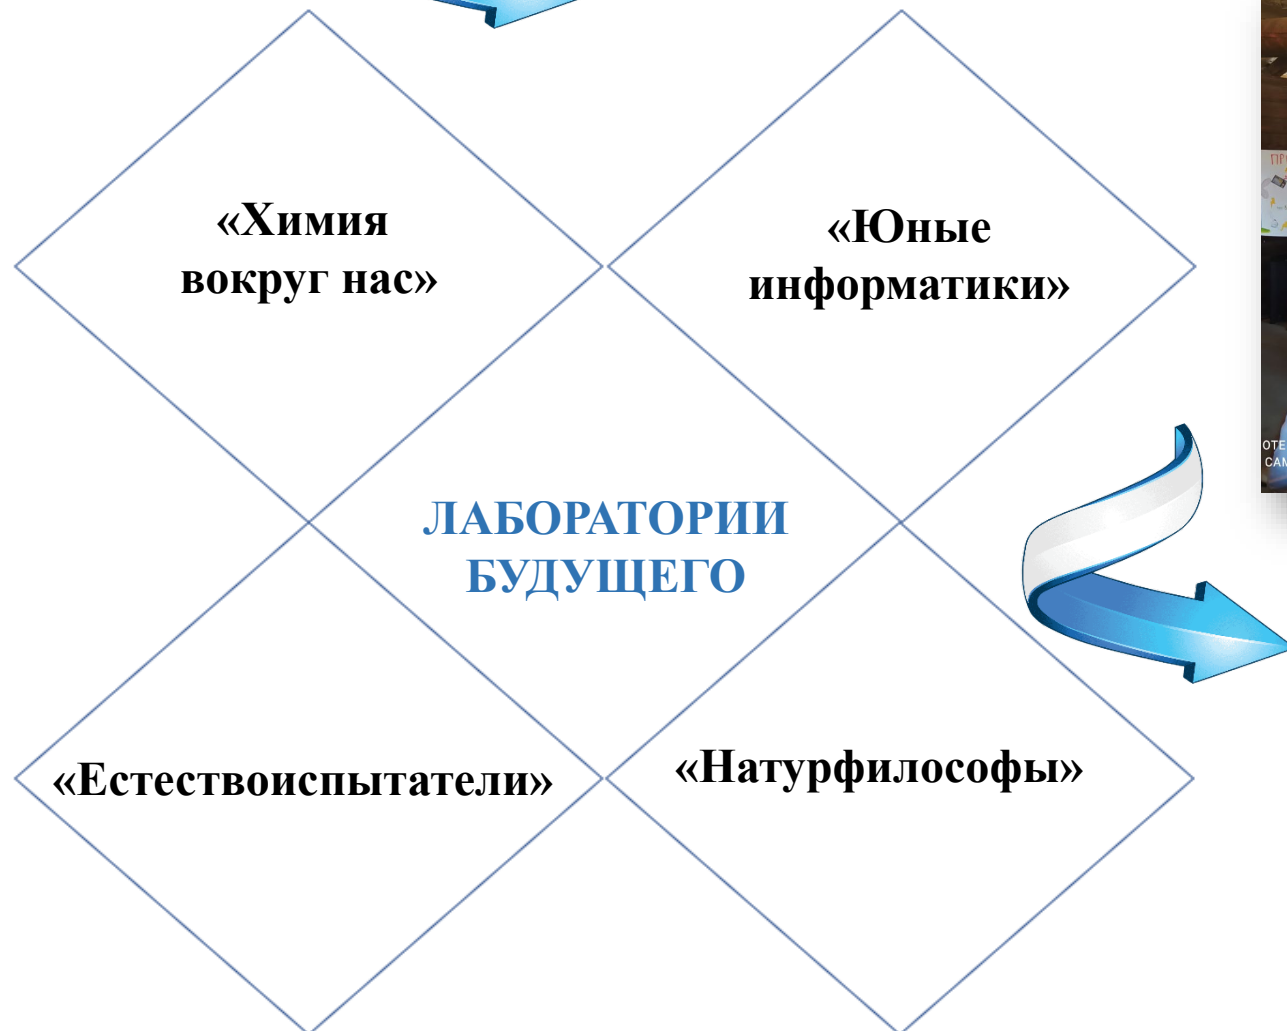 «Химия
вокруг нас»
«Юные
информатики»
ЛАБОРАТОРИИ
БУДУЩЕГО
«Естествоиспытатели»
«Натурфилософы»